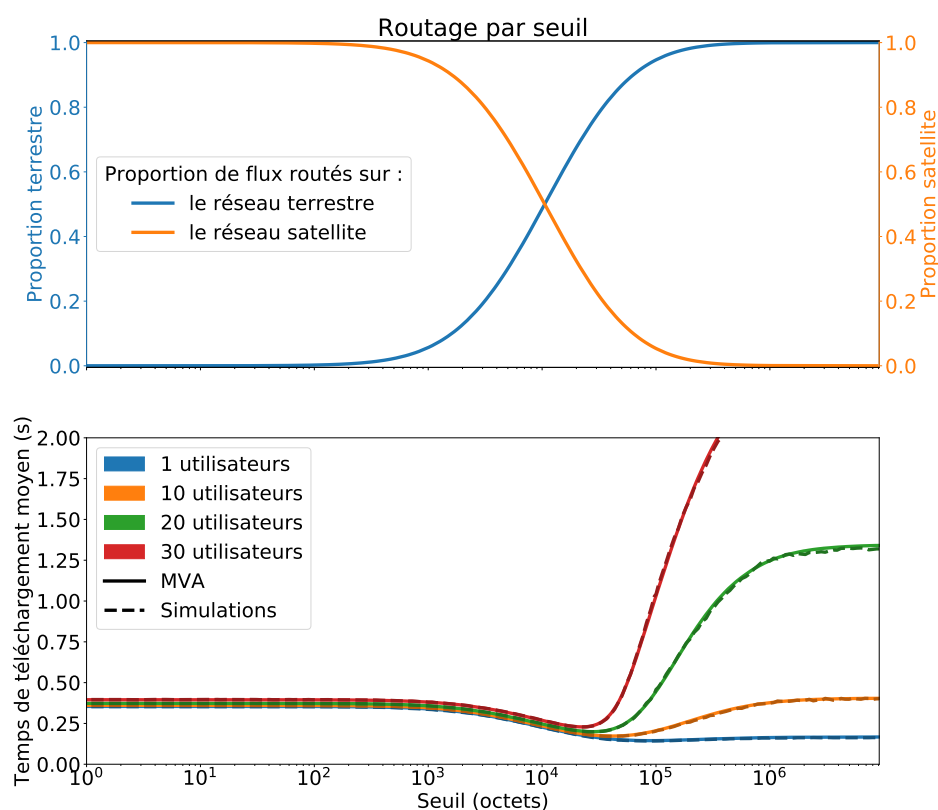 Routage par seuil
1.0
0.8
0.6
0.4
0.2
0.0
Proportion terrestre
1.0
0.8
0.6
0.4
0.2
0.0
Proportion satellite
Proportion de flux routés sur :
le réseau terrestre
le réseau satellite
2.00
1.75
1.50
1.25
1.00
0.75
0.50
0.25
0.00
Temps de téléchargement moyen (s)
1 utilisateurs
10 utilisateurs
20 utilisateurs
30 utilisateurs
MVA
Simulations
10⁰ 10¹ 10² 10³ 10⁴ 10⁵ 10⁶
Seuil (octets)